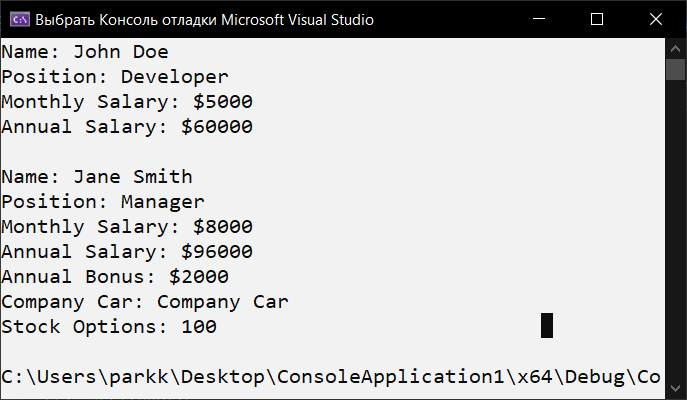 Выбрать Консоль отладки Microsoft Visual Studio
Name: John Doe
Position: Developer
Monthly Salary: $5000
Annual Salary: $60000
Name: Jane Smith
Position: Manager
Monthly Salary: $8000
Annual Salary: $96000
Annual Bonus: $2000
Company Car: Company Car
Stock Options: 100
C:\Users\parkk\Desktop\ConsoleApplication1\x64\Debug\Co